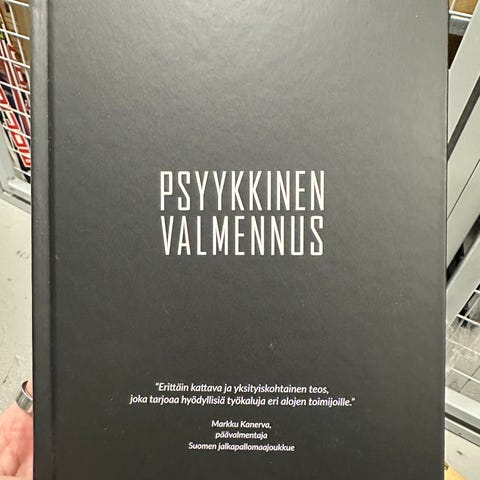 PSYYKKINEN
VALMENNUS
"Erittäin kattava ja yksityiskohtainen teos,
joka tarjoaa hyödyllisiä työkaluja eri alojen toimijoille."
Markku Kanerva,
päävalmentaja
Suomen jalkapallomaajoukkue